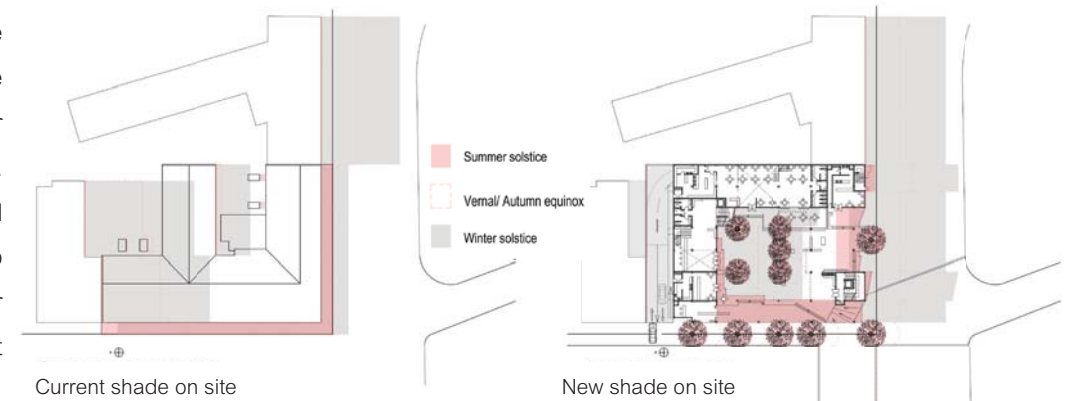 Summer solstice
Vernal/ Autumn equinox
Winter solstice
Current shade on site
New shade on site